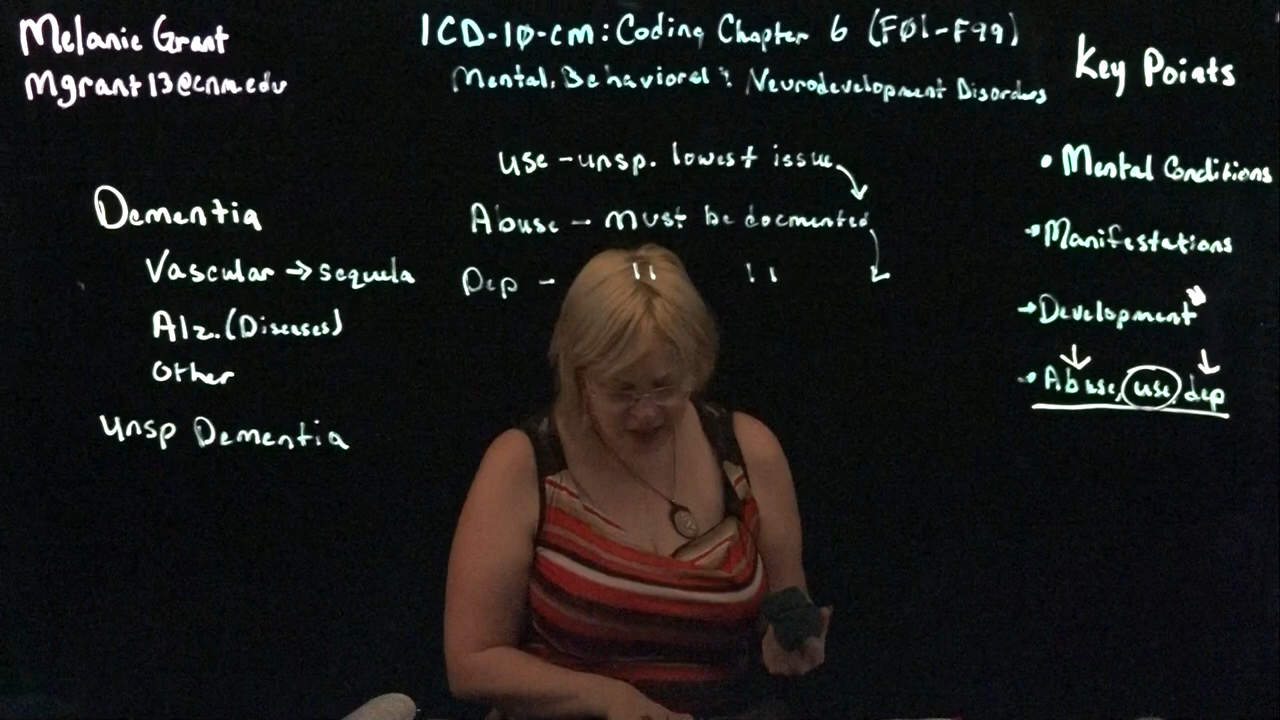 Melanie Grant
Mgrant13@cnm.edu
ICD-10-cm: Coding Chapter 6 (F01-F99)
Mental, Behavioral & Neurodevelopment Disorders
Key Points
use - unsp. lowest issue
Abuse - must be docmented
Dep - " "
Dementia
Vascular → sequela
Alz. (Diseases)
Other
Unsp Dementia
• Mental Conditions
→ Manifestations
→ Development
→ Abuse, use, dep